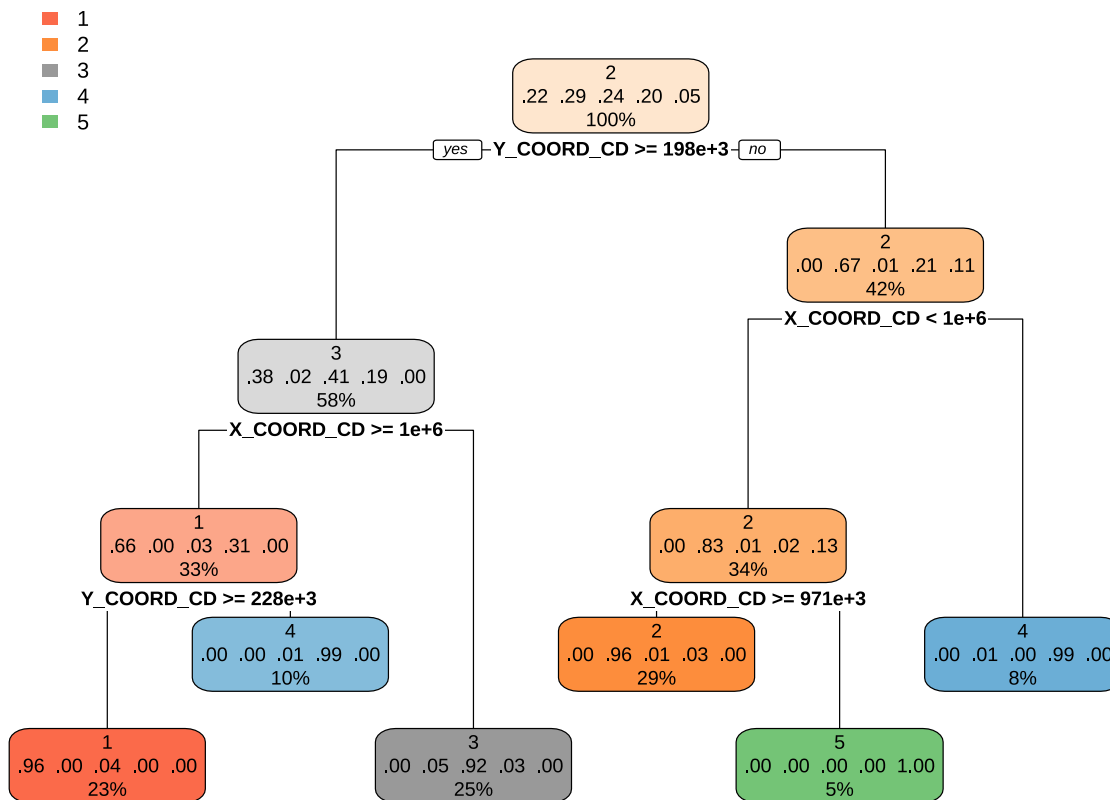 1
2
3
4
5
2
.22 .29 .24 .20 .05
100%
yes Y_COORD_CD >= 198e+3 no
2
.00 .67 .01 .21 .11
42%
X_COORD_CD < 1e+6
3
.38 .02 .41 .19 .00
58%
X_COORD_CD >= 1e+6
1
.66 .00 .03 .31 .00
33%
Y_COORD_CD >= 228e+3
2
.00 .83 .01 .02 .13
34%
X_COORD_CD >= 971e+3
4
.00 .00 .01 .99 .00
10%
2
.00 .96 .01 .03 .00
29%
4
.00 .01 .00 .99 .00
8%
1
.96 .00 .04 .00 .00
23%
3
.00 .05 .92 .03 .00
25%
5
.00 .00 .00 .00 1.00
5%